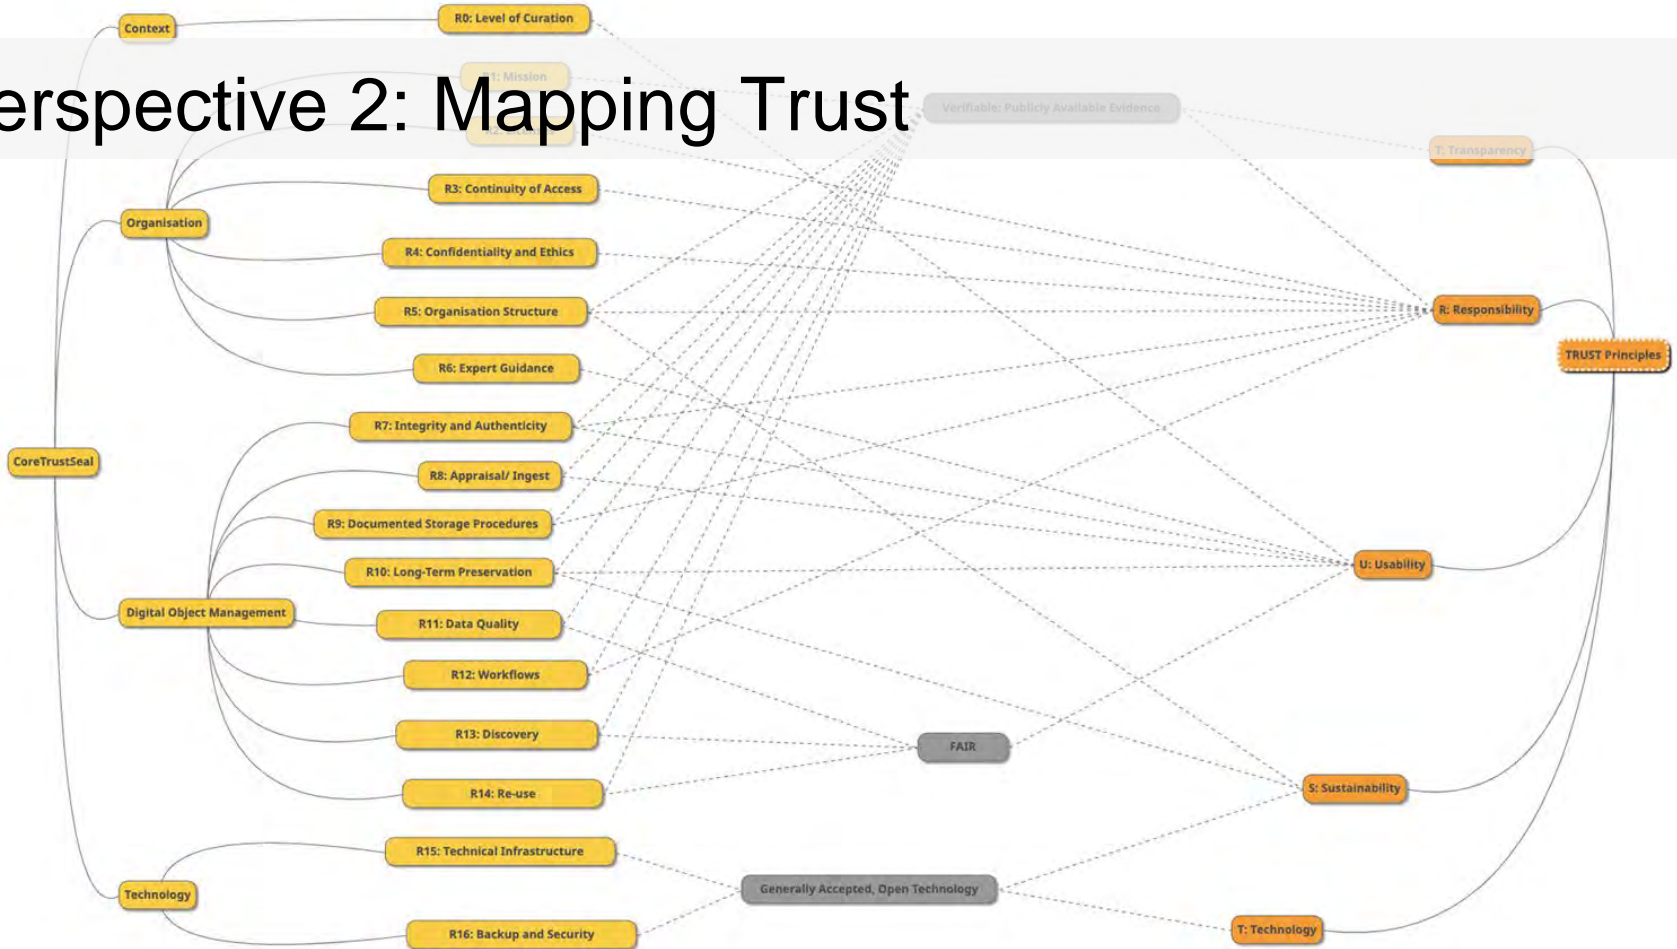 Context
R0: Level of Curation
R1: Mission
erspective 2: Mapping Trust
Verifiable: Publicly Available Evidence
T: Transparency
R3: Continuity of Access
Organisation
R4: Confidentiality and Ethics
R5: Organisation Structure
R: Responsibility
TRUST Principles
R6: Expert Guidance
R7: Integrity and Authenticity
CoreTrustSeal
R8: Appraisal/ Ingest
R9: Documented Storage Procedures
R10: Long-Term Preservation
U: Usability
Digital Object Management
R11: Data Quality
R12: Workflows
R13: Discovery
FAIR
R14: Re-use
S: Sustainability
R15: Technical Infrastructure
Technology
Generally Accepted, Open Technology
R16: Backup and Security
T: Technology